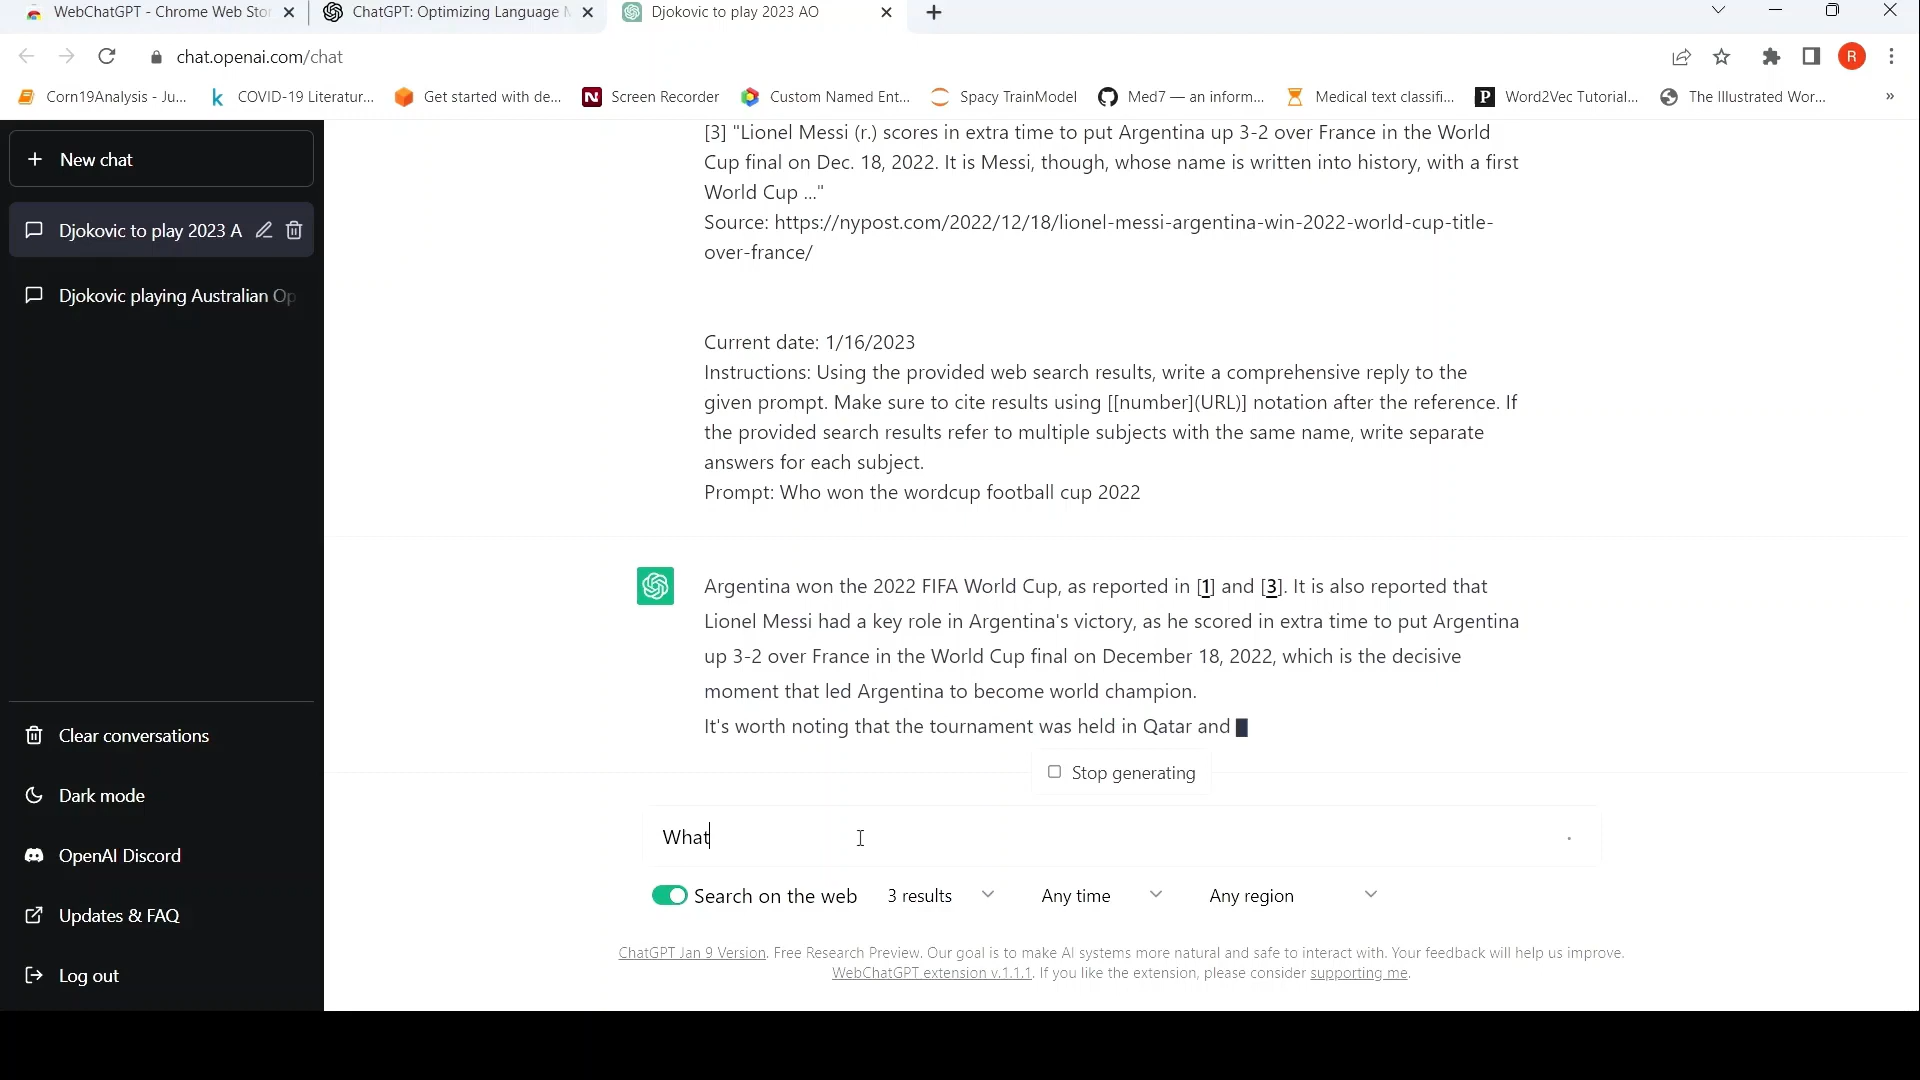 WebChatGPT - Chrome Web Stor
ChatGPT: Optimizing Language M
Djokovic to play 2023 AO
chat.openai.com/chat
R
Corn19Analysis - Ju...
COVID-19 Literatur...
Get started with de...
Screen Recorder
Custom Named Ent...
Spacy TrainModel
Med7 — an inform...
Medical text classifi...
Word2Vec Tutorial...
The Illustrated Wor...
»
New chat
Djokovic to play 2023 A
Djokovic playing Australian Op
[3] "Lionel Messi (r.) scores in extra time to put Argentina up 3-2 over France in the World
Cup final on Dec. 18, 2022. It is Messi, though, whose name is written into history, with a first
World Cup ..."
Source: https://nypost.com/2022/12/18/lionel-messi-argentina-win-2022-world-cup-title-
over-france/
Current date: 1/16/2023
Instructions: Using the provided web search results, write a comprehensive reply to the
given prompt. Make sure to cite results using [[number](URL)] notation after the reference. If
the provided search results refer to multiple subjects with the same name, write separate
answers for each subject.
Prompt: Who won the wordcup football cup 2022
Argentina won the 2022 FIFA World Cup, as reported in [1] and [3]. It is also reported that
Lionel Messi had a key role in Argentina's victory, as he scored in extra time to put Argentina
up 3-2 over France in the World Cup final on December 18, 2022, which is the decisive
moment that led Argentina to become world champion.
It's worth noting that the tournament was held in Qatar and
Stop generating
What
Search on the web
3 results
Any time
Any region
ChatGPT Jan 9 Version. Free Research Preview. Our goal is to make AI systems more natural and safe to interact with. Your feedback will help us improve.
WebChatGPT extension v.1.1.1. If you like the extension, please consider supporting me.
Clear conversations
Dark mode
OpenAI Discord
Updates & FAQ
Log out